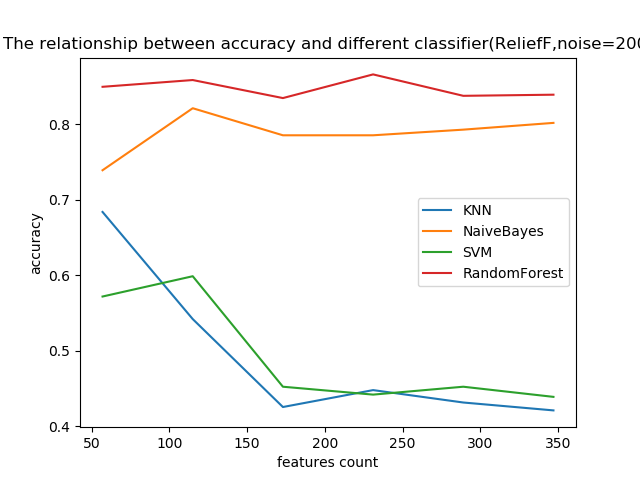 The relationship between accuracy and different classifier(ReliefF,noise=200
accuracy
0.8
0.7
0.6
0.5
0.4
50 100 150 200 250 300 350
features count
KNN
NaiveBayes
SVM
RandomForest